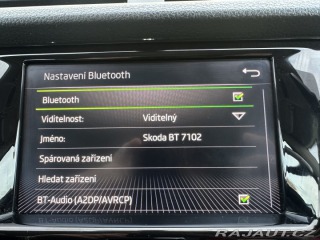 Nastavení Bluetooth
Bluetooth
Viditelnost: Viditelný
Jméno: Skoda BT 7102
Spárovaná zařízení
Hledat zařízení
BT-Audio (A2DP/AVRCP)
RAJAUT.CZ